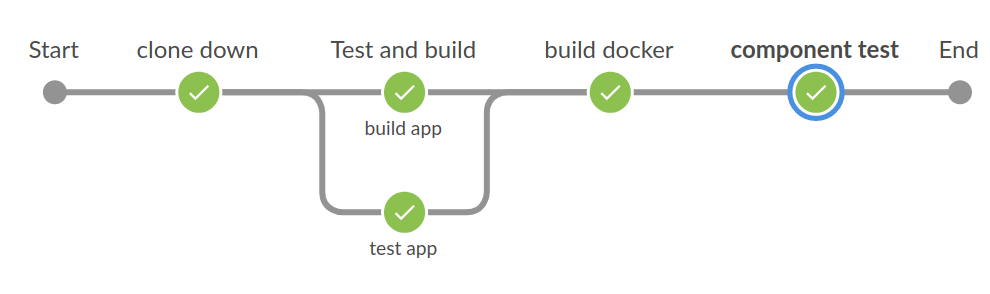 Start
clone down
Test and build
build docker
component test
End
build app
test app